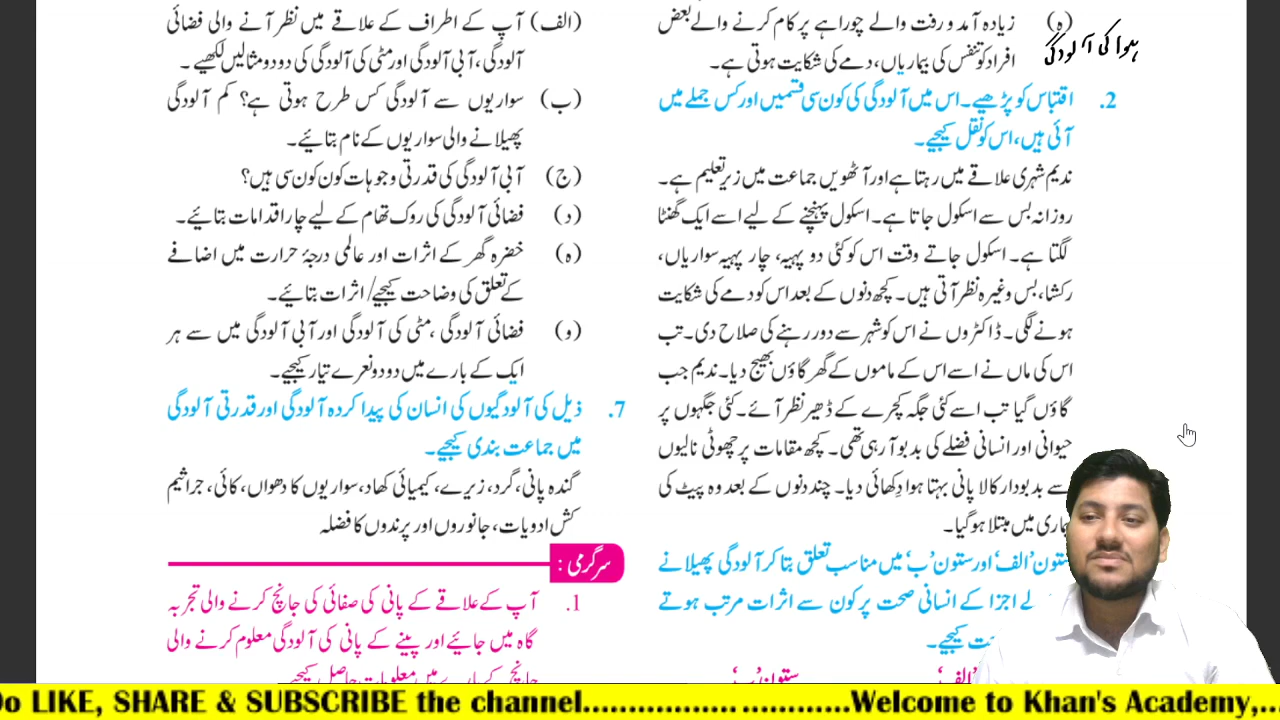 (ہ) زیادہ آمد و رفت والے چوراہے پر کام کرنے والے بعض
افراد کو تنفس کی بیماریاں، دمے کی شکایت ہوتی ہے۔
ہوا کی آلودگی
2. اقتباس کو پڑھیے۔ اس میں آلودگی کی کون سی قسمیں اور کس جملے میں
آئی ہیں، اس کو نقل کیجیے۔
ندیم شہری علاقے میں رہتا ہے اور آٹھویں جماعت میں زیرِ تعلیم ہے۔
روزانہ بس سے اسکول جاتا ہے۔ اسکول پہنچنے کے لیے اسے ایک گھنٹا
لگتا ہے۔ اسکول جاتے وقت اس کو کئی دو پہیہ، چار پہیہ سواریاں،
رکشا، بس وغیرہ نظر آتی ہیں۔ کچھ دنوں کے بعد اس کو دمے کی شکایت
ہونے لگی۔ ڈاکٹروں نے اس کو شہر سے دور رہنے کی صلاح دی۔ تب
اس کی ماں نے اسے اس کے ماموں کے گھر گاؤں بھیج دیا۔ ندیم جب
گاؤں گیا تب اسے کئی جگہ کچرے کے ڈھیر نظر آئے۔ کئی جگہوں پر
حیوانی اور انسانی فضلے کی بدبو آ رہی تھی۔ کچھ مقامات پر چھوٹی نالیوں
سے بدبودار کالا پانی بہتا ہوا دِکھائی دیا۔ چند دنوں کے بعد وہ پیٹ کی
میں مبتلا ہو گیا۔
ستون 'الف' اور ستون 'ب' میں مناسب تعلق بتا کر آلودگی پھیلانے
اجزا کے انسانی صحت پر کون سے اثرات مرتب ہوتے
کیجیے۔
'الف' ستون 'ب'
(الف) آپ کے اطراف کے علاقے میں نظر آنے والی فضائی
آلودگی، آبی آلودگی اور مٹی کی آلودگی کی دو دو مثالیں لکھیے۔
(ب) سواریوں سے آلودگی کس طرح ہوتی ہے؟ کم آلودگی
پھیلانے والی سواریوں کے نام بتائیے۔
(ج) آبی آلودگی کی قدرتی وجوہات کون کون سی ہیں؟
(د) فضائی آلودگی کی روک تھام کے لیے چار اقدامات بتائیے۔
(ہ) خضرہ گھر کے اثرات اور عالمی درجۂ حرارت میں اضافے
کے تعلق کی وضاحت کیجیے/ اثرات بتائیے۔
(و) فضائی آلودگی، مٹی کی آلودگی اور آبی آلودگی میں سے ہر
ایک کے بارے میں دو دو نعرے تیار کیجیے۔
7. ذیل کی آلودگیوں کی انسان کی پیدا کردہ آلودگی اور قدرتی آلودگی
میں جماعت بندی کیجیے۔
گندہ پانی، گرد، زیرے، کیمیائی کھاد، سواریوں کا دھواں، کائی، جراثیم
کش ادویات، جانوروں اور پرندوں کا فضلہ
سرگرمی :
1. آپ کے علاقے کے پانی کی صفائی کی جانچ کرنے والی تجربہ
گاہ میں جائیے اور پینے کے پانی کی آلودگی معلوم کرنے والی
جانچ کے بارے میں معلومات حاصل کیجیے۔
Do LIKE, SHARE & SUBSCRIBE the channel..................... ............Welcome to Khan's Academy,...